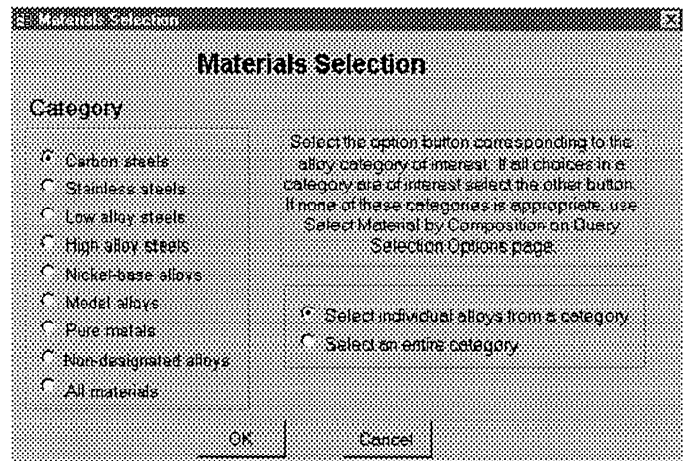 Materials Selection
Materials Selection
Category
Carbon steels
Stainless steels
Low alloy steels
High alloy steels
Nickel-base alloys
Model alloys
Pure metals
Non-designated alloys
All materials
Select the option button corresponding to the
alloy category of interest. If all choices in a
category are of interest select the other button.
If none of these categories is appropriate, use
Select Material by Composition on Query
Selection Options page
Select individual alloys from a category
Select an entire category
OK
Cancel